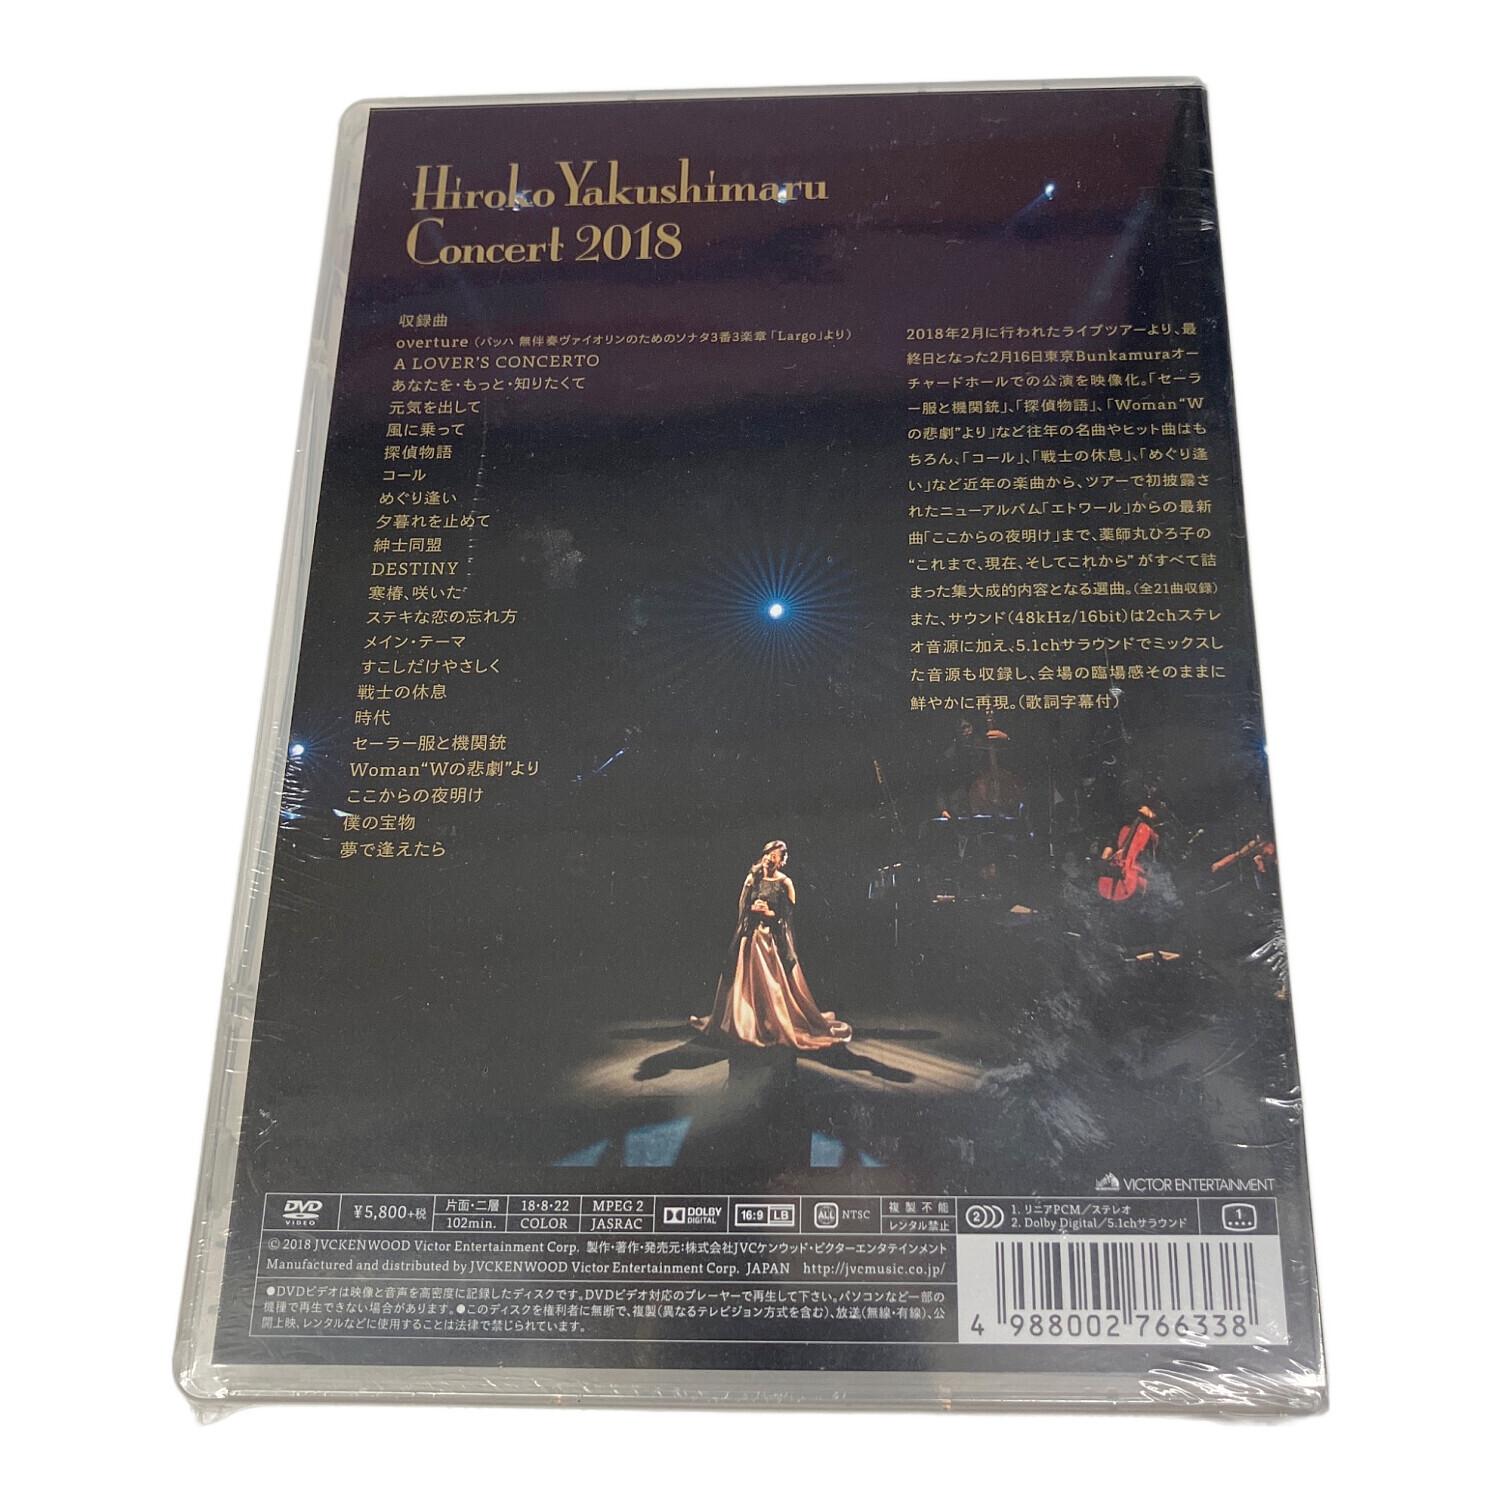 Hiroko Yakushimaru
Concert 2018
収録曲
overture (バッハ 無伴奏ヴァイオリンのためのソナタ3番3楽章「Largo」より)
A LOVER'S CONCERTO
あなたを・もっと・知りたくて
元気を出して
風に乗って
探偵物語
コール
めぐり逢い
夕暮れを止めて
紳士同盟
DESTINY
寒椿、咲いた
ステキな恋の忘れ方
メイン・テーマ
すこしだけやさしく
戦士の休息
時代
セーラー服と機関銃
Woman“Wの悲劇”より
ここからの夜明け
僕の宝物
夢で逢えたら
2018年2月に行われたライブツアーより、最
終日となった2月16日東京Bunkamuraオー
チャードホールでの公演を映像化。「セーラ
ー服と機関銃」、「探偵物語」、「Woman“W
の悲劇”より」など往年の名曲やヒット曲はも
ちろん、「コール」、「戦士の休息」、「めぐり逢
い」など近年の楽曲から、ツアーで初披露さ
れたニューアルバム「エトワール」からの最新
曲「ここからの夜明け」まで、薬師丸ひろ子の
“これまで、現在、そしてこれから”がすべて詰
まった集大成的内容となる選曲。(全21曲収録)
また、サウンド(48kHz/16bit)は2chステレ
オ音源に加え、5.1chサラウンドでミックスし
た音源も収録し、会場の臨場感そのままに
鮮やかに再現。(歌詞字幕付)
VICTOR ENTERTAINMENT
DVD VIDEO
¥5,800+税
片面・二層
102min.
18・8・22
COLOR
MPEG 2
JASRAC
DOLBY DIGITAL
16:9 LB
ALL NTSC
複製不能
レンタル禁止
2
1. リニアPCM／ステレオ
2. Dolby Digital／5.1chサラウンド
1
© 2018 JVCKENWOOD Victor Entertainment Corp. 製作・著作・発売元：株式会社JVCケンウッド・ビクターエンタテインメント
Manufactured and distributed by JVCKENWOOD Victor Entertainment Corp. JAPAN http://jvcmusic.co.jp/
●DVDビデオは映像と音声を高密度に記録したディスクです。DVDビデオ対応のプレーヤーで再生して下さい。パソコンなど一部の
機種で再生できない場合があります。●このディスクを権利者に無断で、複製(異なるテレビジョン方式を含む)、放送(無線・有線)、公
開上映、レンタルなどに使用することは法律で禁じられています。
4 988002 766338